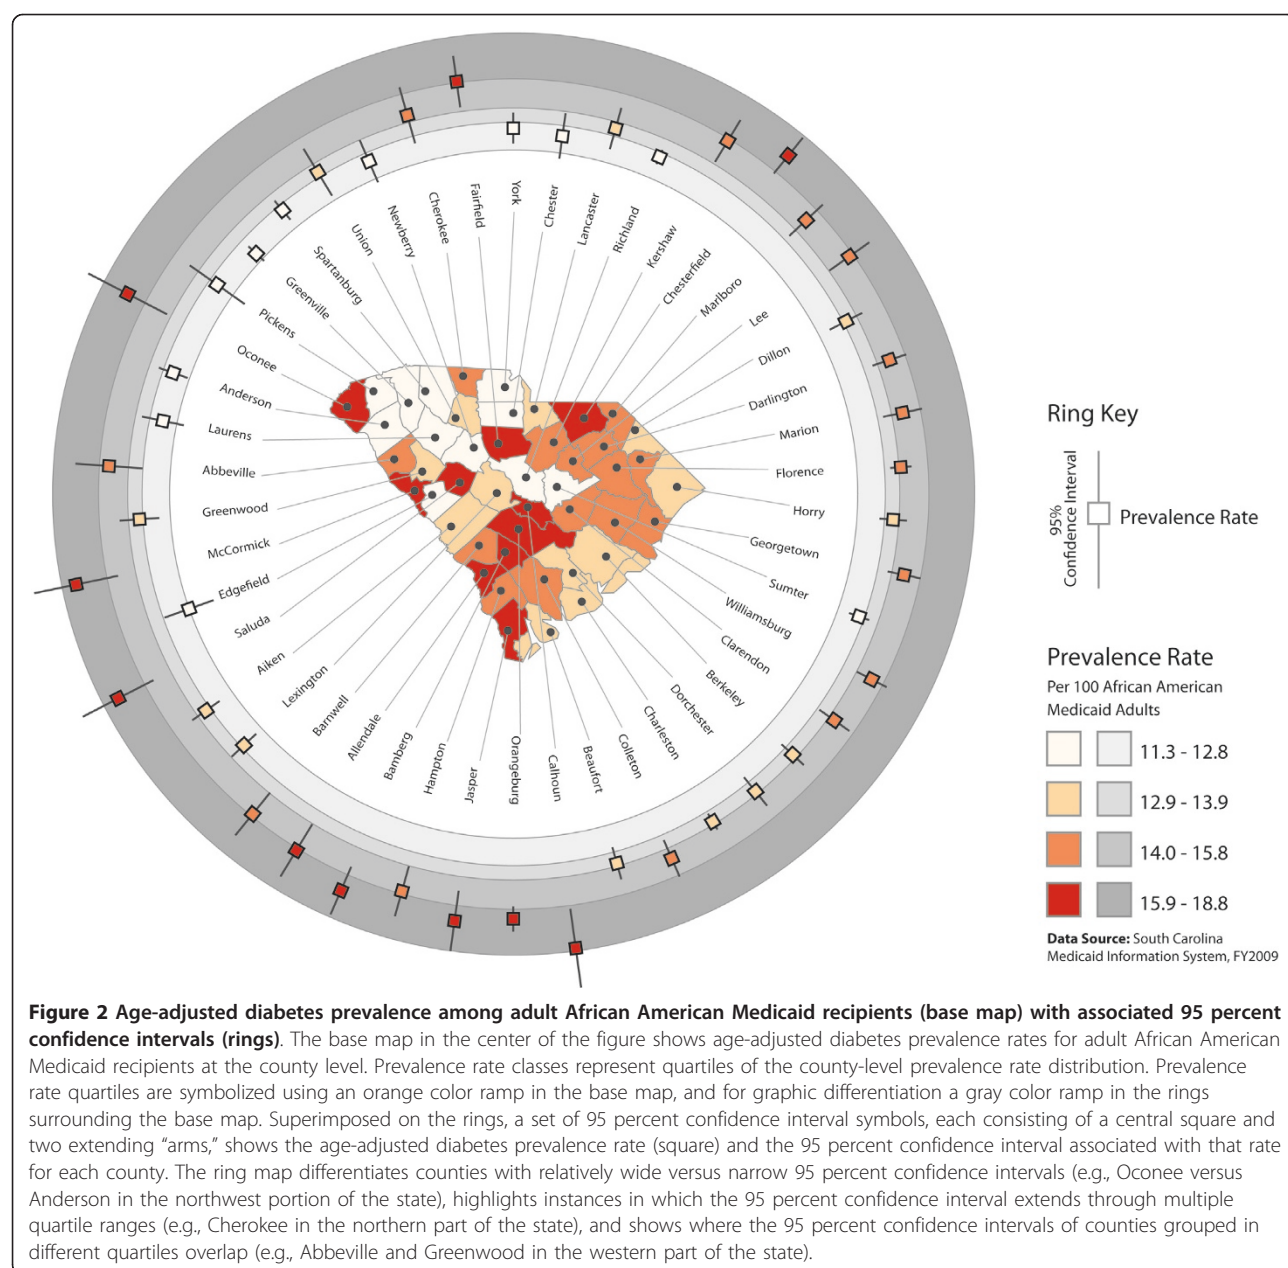 York
Chester
Lancaster
Richland
Kershaw
Chesterfield
Marlboro
Lee
Dillon
Darlington
Marion
Florence
Horry
Georgetown
Sumter
Williamsburg
Clarendon
Berkeley
Dorchester
Charleston
Colleton
Beaufort
Calhoun
Orangeburg
Jasper
Hampton
Bamberg
Allendale
Barnwell
Lexington
Aiken
Saluda
Edgefield
McCormick
Greenwood
Abbeville
Laurens
Anderson
Oconee
Pickens
Greenville
Spartanburg
Union
Newberry
Cherokee
Fairfield
Ring Key
95%
Confidence Interval
Prevalence Rate
Prevalence Rate
Per 100 African American
Medicaid Adults
11.3 - 12.8
12.9 - 13.9
14.0 - 15.8
15.9 - 18.8
Data Source: South Carolina
Medicaid Information System, FY2009
Figure 2 Age-adjusted diabetes prevalence among adult African American Medicaid recipients (base map) with associated 95 percent
confidence intervals (rings). The base map in the center of the figure shows age-adjusted diabetes prevalence rates for adult African American
Medicaid recipients at the county level. Prevalence rate classes represent quartiles of the county-level prevalence rate distribution. Prevalence
rate quartiles are symbolized using an orange color ramp in the base map, and for graphic differentiation a gray color ramp in the rings
surrounding the base map. Superimposed on the rings, a set of 95 percent confidence interval symbols, each consisting of a central square and
two extending “arms,” shows the age-adjusted diabetes prevalence rate (square) and the 95 percent confidence interval associated with that rate
for each county. The ring map differentiates counties with relatively wide versus narrow 95 percent confidence intervals (e.g., Oconee versus
Anderson in the northwest portion of the state), highlights instances in which the 95 percent confidence interval extends through multiple
quartile ranges (e.g., Cherokee in the northern part of the state), and shows where the 95 percent confidence intervals of counties grouped in
different quartiles overlap (e.g., Abbeville and Greenwood in the western part of the state).